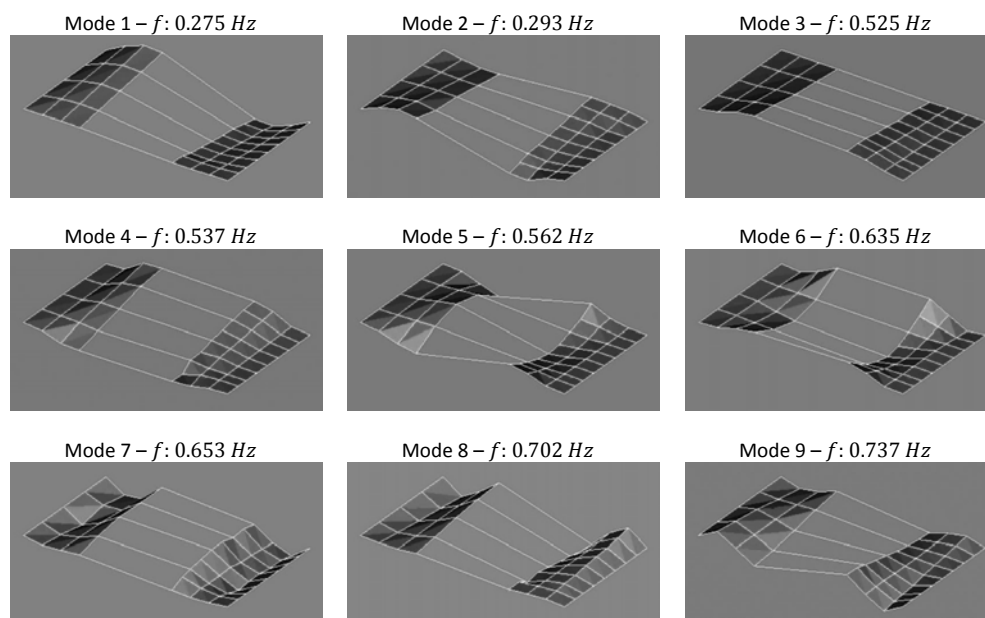 Mode 1 – f: 0.275 Hz
Mode 2 – f: 0.293 Hz
Mode 3 – f: 0.525 Hz
Mode 4 – f: 0.537 Hz
Mode 5 – f: 0.562 Hz
Mode 6 – f: 0.635 Hz
Mode 7 – f: 0.653 Hz
Mode 8 – f: 0.702 Hz
Mode 9 – f: 0.737 Hz